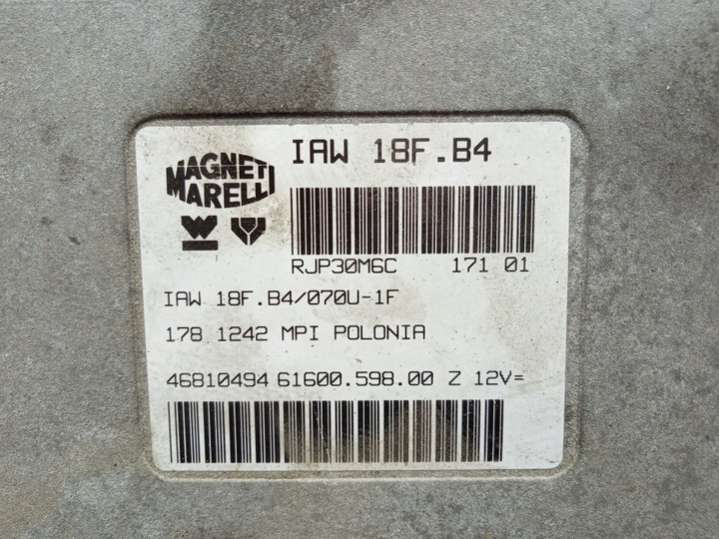 MAGNETI
MARELLI
IAW 18F.B4
RJP30M6C 171 01
IAW 18F.B4/070U-1F
178 1242 MPI POLONIA
46810494 61600.598.00 Z 12V=